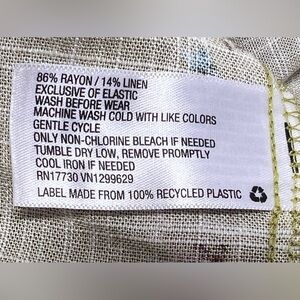 86% RAYON / 14% LINEN
EXCLUSIVE OF ELASTIC
WASH BEFORE WEAR
MACHINE WASH COLD WITH LIKE COLORS
GENTLE CYCLE
ONLY NON-CHLORINE BLEACH IF NEEDED
TUMBLE DRY LOW, REMOVE PROMPTLY
COOL IRON IF NEEDED
RN17730 VN1299629
LABEL MADE FROM 100% RECYCLED PLASTIC